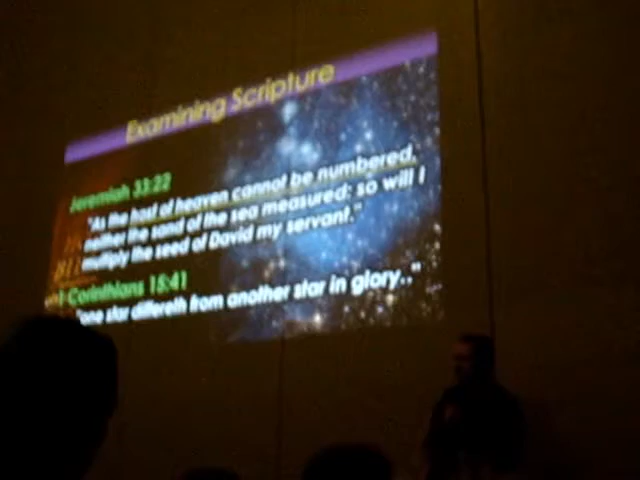 Examining Scripture
Jeremiah 33:22
"As the host of heaven cannot be numbered,
neither the sand of the sea measured: so will I
multiply the seed of David my servant."
1 Corinthians 15:41
"one star differeth from another star in glory.."